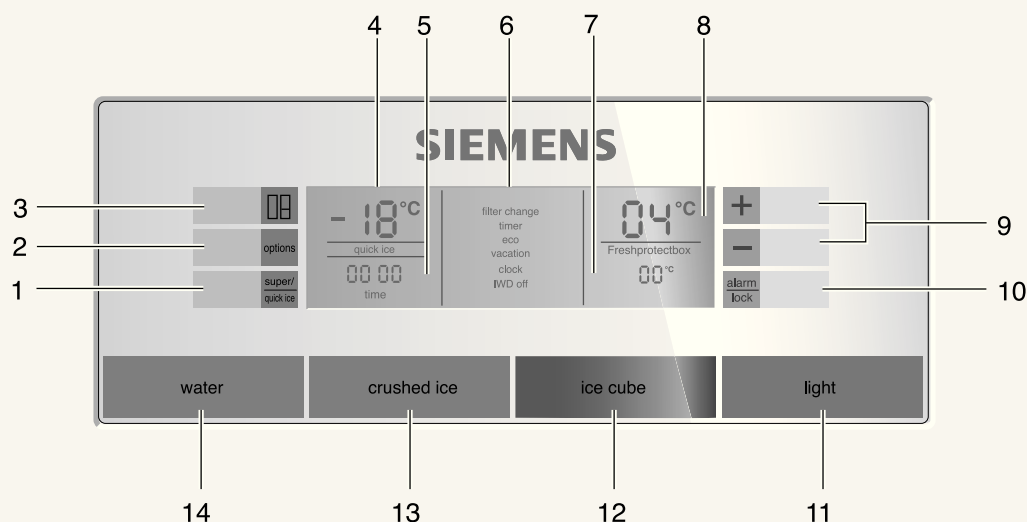 4 5 6 7 8
SIEMENS
3
2 options
1 super/
quick ice
-18°C
quick ice
00 00
time
filter change
timer
eco
vacation
clock
IWD off
04°C
Freshprotectbox
00°C
+
−
9
alarm
lock
10
water crushed ice ice cube light
14 13 12 11